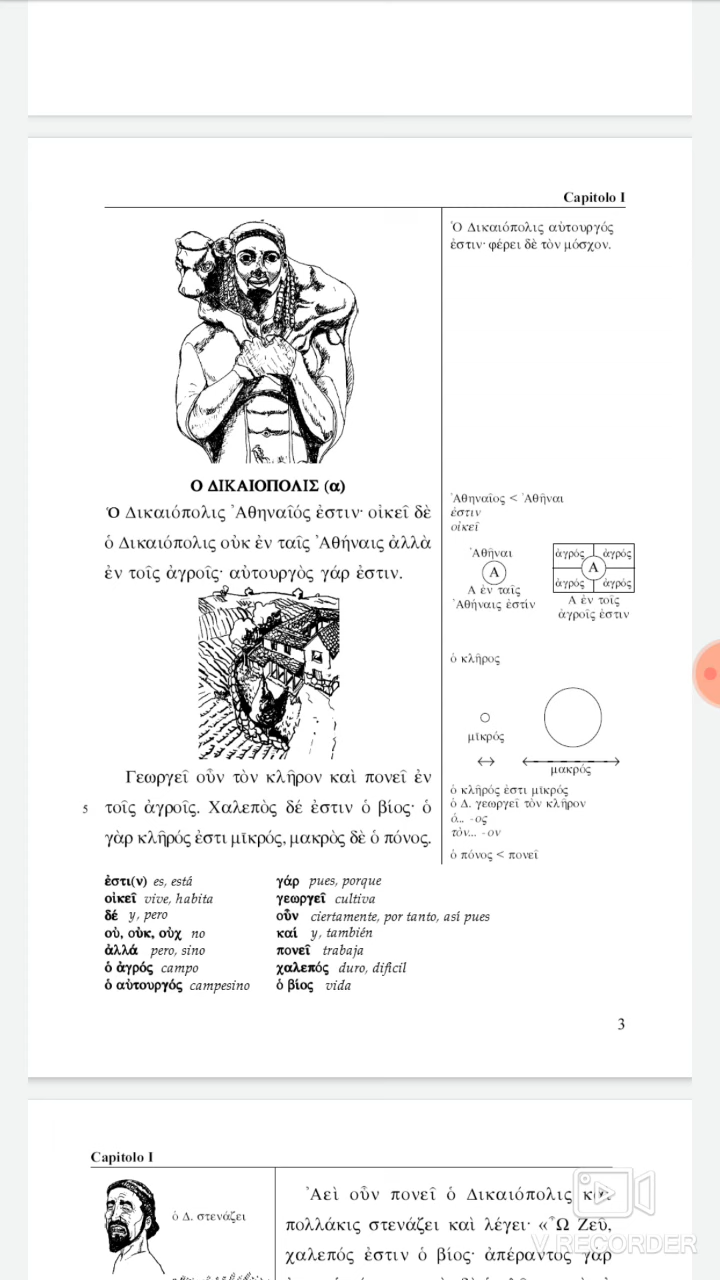 Capitolo I
Ὁ Δικαιόπολις αὐτουργός
ἐστιν· φέρει δὲ τὸν μόσχον.
Ο ΔΙΚΑΙΟΠΟΛΙΣ (α)
Ὁ Δικαιόπολις Ἀθηναῖός ἐστιν· οἰκεῖ δὲ
ὁ Δικαιόπολις οὐκ ἐν ταῖς Ἀθήναις ἀλλὰ
ἐν τοῖς ἀγροῖς· αὐτουργὸς γάρ ἐστιν.
Ἀθηναῖος < Ἀθῆναι
ἐστιν
οἰκεῖ
Ἀθῆναι
Α
Α ἐν ταῖς
Ἀθήναις ἐστίν
ἀγρός ἀγρός
Α
ἀγρός ἀγρός
Α ἐν τοῖς
ἀγροῖς ἐστιν
ὁ κλῆρος
μῑκρός
μακρός
Γεωργεῖ οὖν τὸν κλῆρον καὶ πονεῖ ἐν
5 τοῖς ἀγροῖς. Χαλεπὸς δέ ἐστιν ὁ βίος· ὁ
γὰρ κλῆρός ἐστι μῑκρός, μακρὸς δὲ ὁ πόνος.
ὁ κλῆρός ἐστι μῑκρός
ὁ Δ. γεωργεῖ τὸν κλῆρον
ὁ... -ος
τὸν... -ον
ὁ πόνος < πονεῖ
ἐστι(ν) es, está
οἰκεῖ vive, habita
δέ y, pero
οὐ, οὐκ, οὐχ no
ἀλλά pero, sino
ὁ ἀγρός campo
ὁ αὐτουργός campesino
γάρ pues, porque
γεωργεῖ cultiva
οὖν ciertamente, por tanto, así pues
καί y, también
πονεῖ trabaja
χαλεπός duro, difícil
ὁ βίος vida
3
Capitolo I
ὁ Δ. στενάζει
Ἀεὶ οὖν πονεῖ ὁ Δικαιόπολις καὶ
πολλάκις στενάζει καὶ λέγει· «Ὦ Ζεῦ,
χαλεπός ἐστιν ὁ βίος· ἀπέραντος γάρ
V RECORDER